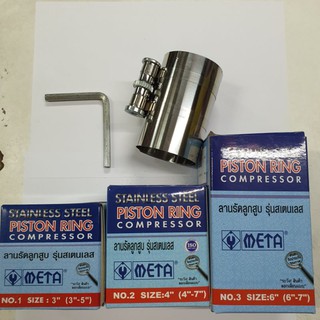 STAINLESS STEEL
PISTON RING
COMPRESSOR
ลานรัดลูกสูบ รุ่นสเตนเลส
META
NO.1 SIZE: 3" (3"-5")
STAINLESS STEEL
PISTON RING
COMPRESSOR
ลานรัดลูกสูบ รุ่นสเตนเลส
ISO
META
NO.2 SIZE:4" (4"-7")
PISTON RING
COMPRESSOR
ลานรัดลูกสูบ รุ่นสเตนเลส
META
NO.3 SIZE:6" (6"-7")